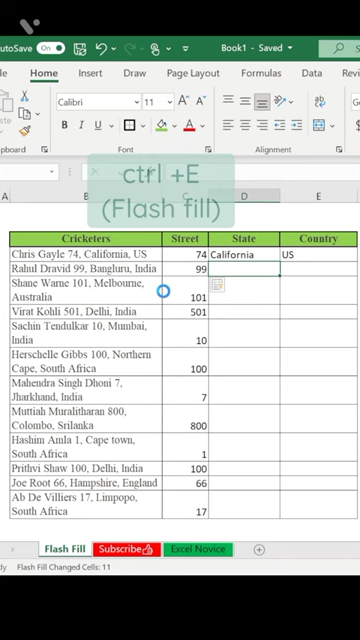 AutoSave On Book1 - Saved
Home Insert Draw Page Layout Formulas Data
Calibri 11
B I U
Clipboard Font Alignment
ctrl +E
(Flash fill)
A B C D E
Cricketers Street State Country
Chris Gayle 74, California, US 74 California US
Rahul Dravid 99, Bangluru, India 99
Shane Warne 101, Melbourne,
Australia 101
Virat Kohli 501, Delhi, India 501
Sachin Tendulkar 10, Mumbai,
India 10
Herschelle Gibbs 100, Northern
Cape, South Africa 100
Mahendra Singh Dhoni 7,
Jharkhand, India 7
Muttiah Muralitharan 800,
Colombo, Srilanka 800
Hashim Amla 1, Cape town,
South Africa 1
Prithvi Shaw 100, Delhi, India 100
Joe Root 66, Hampshire, England 66
Ab De Villiers 17, Limpopo,
South Africa 17
Flash Fill Subscribe Excel Novice
Flash Fill Changed Cells: 11